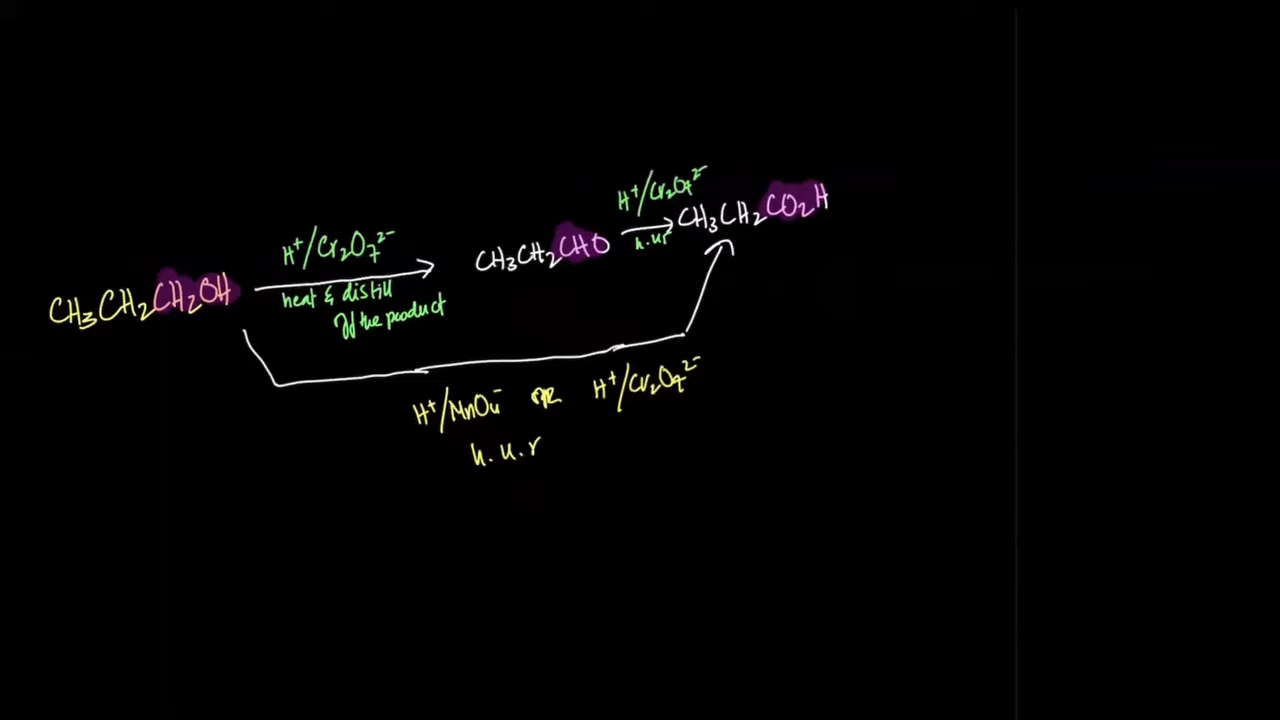 H⁺/Cr₂O₇²⁻
CH₃CH₂CO₂H
h.u.r
H⁺/Cr₂O₇²⁻
CH₃CH₂CHO
CH₃CH₂CH₂OH
heat & distill
off the product
H⁺/MnO₄⁻ OR H⁺/Cr₂O₇²⁻
h.u.r